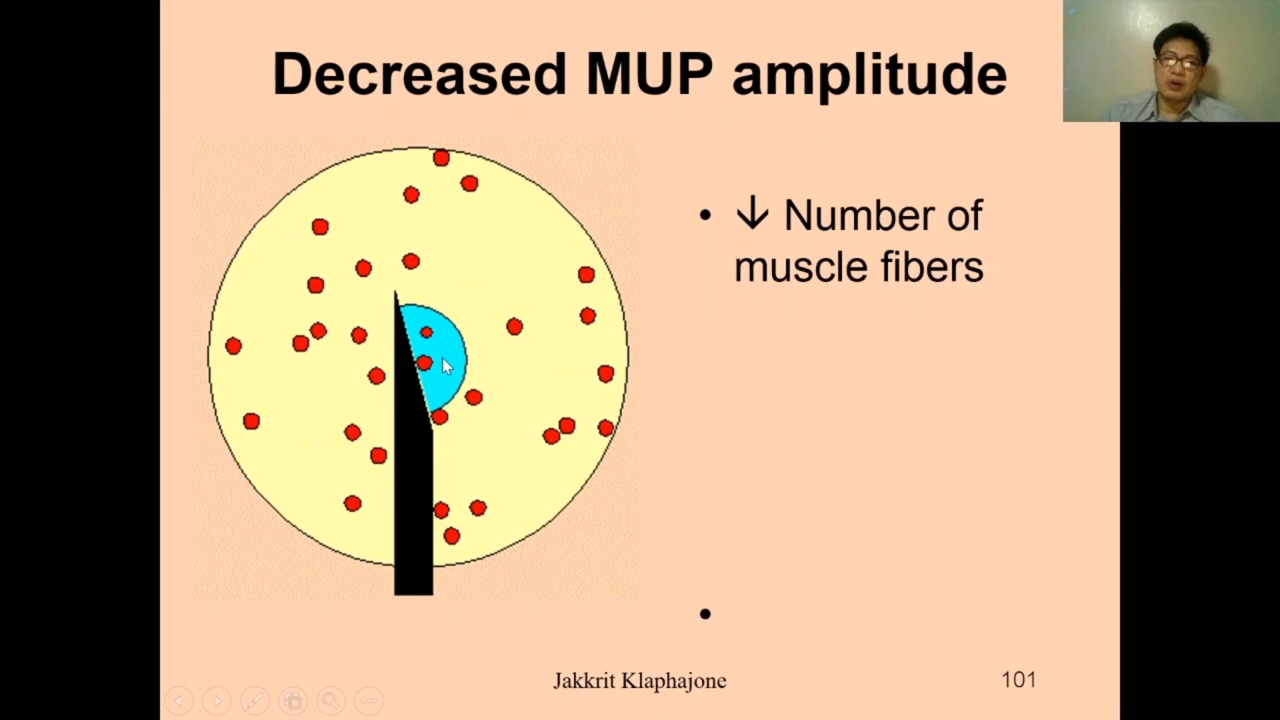 Decreased MUP amplitude
• ↓ Number of
muscle fibers
•
Jakkrit Klaphajone
101